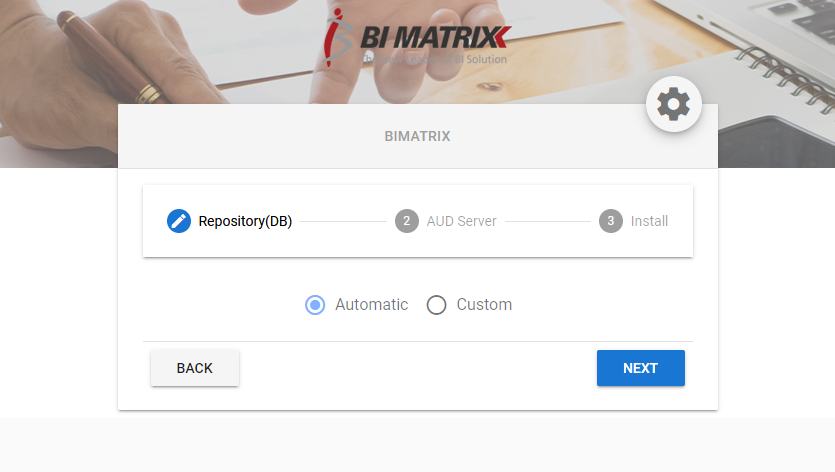 BI MATRIX
BI Solution
BIMATRIX
Repository(DB)
2
AUD Server
3
Install
Automatic
Custom
BACK
NEXT